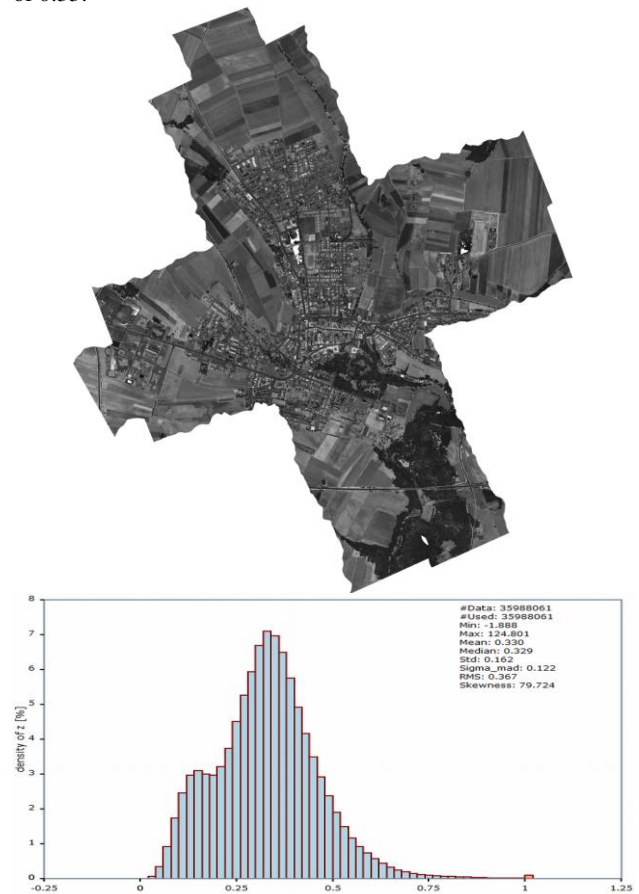 of 0.33.
8
7
6
5
4
3
2
1
0
density of z [%]
#Data: 35988061
#Used: 35988061
Min: -1.888
Max: 124.801
Mean: 0.330
Median: 0.329
Std: 0.162
Sigma_mad: 0.122
RMS: 0.367
Skewness: 79.724
-0.25
0
0.25
0.5
0.75
1
1.25